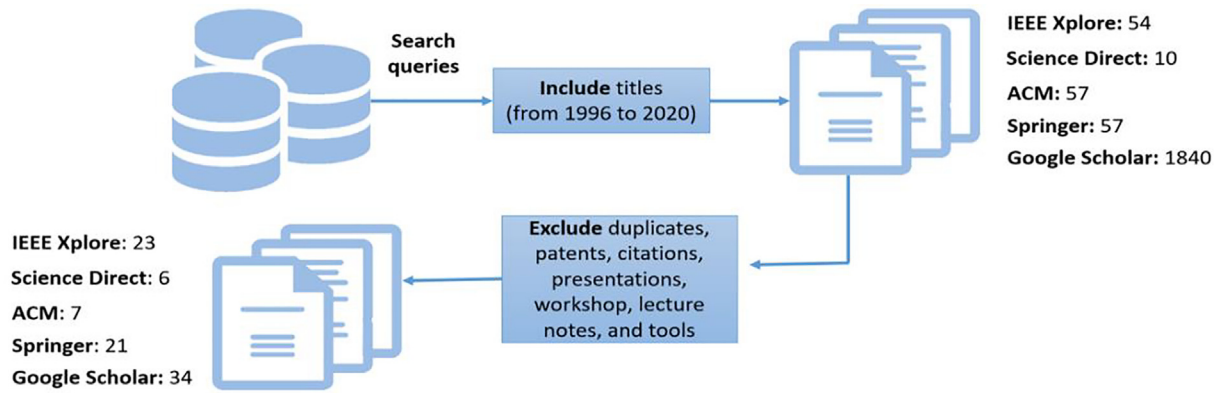 Search
queries
Include titles
(from 1996 to 2020)
IEEE Xplore: 54
Science Direct: 10
ACM: 57
Springer: 57
Google Scholar: 1840
Exclude duplicates,
patents, citations,
presentations,
workshop, lecture
notes, and tools
IEEE Xplore: 23
Science Direct: 6
ACM: 7
Springer: 21
Google Scholar: 34